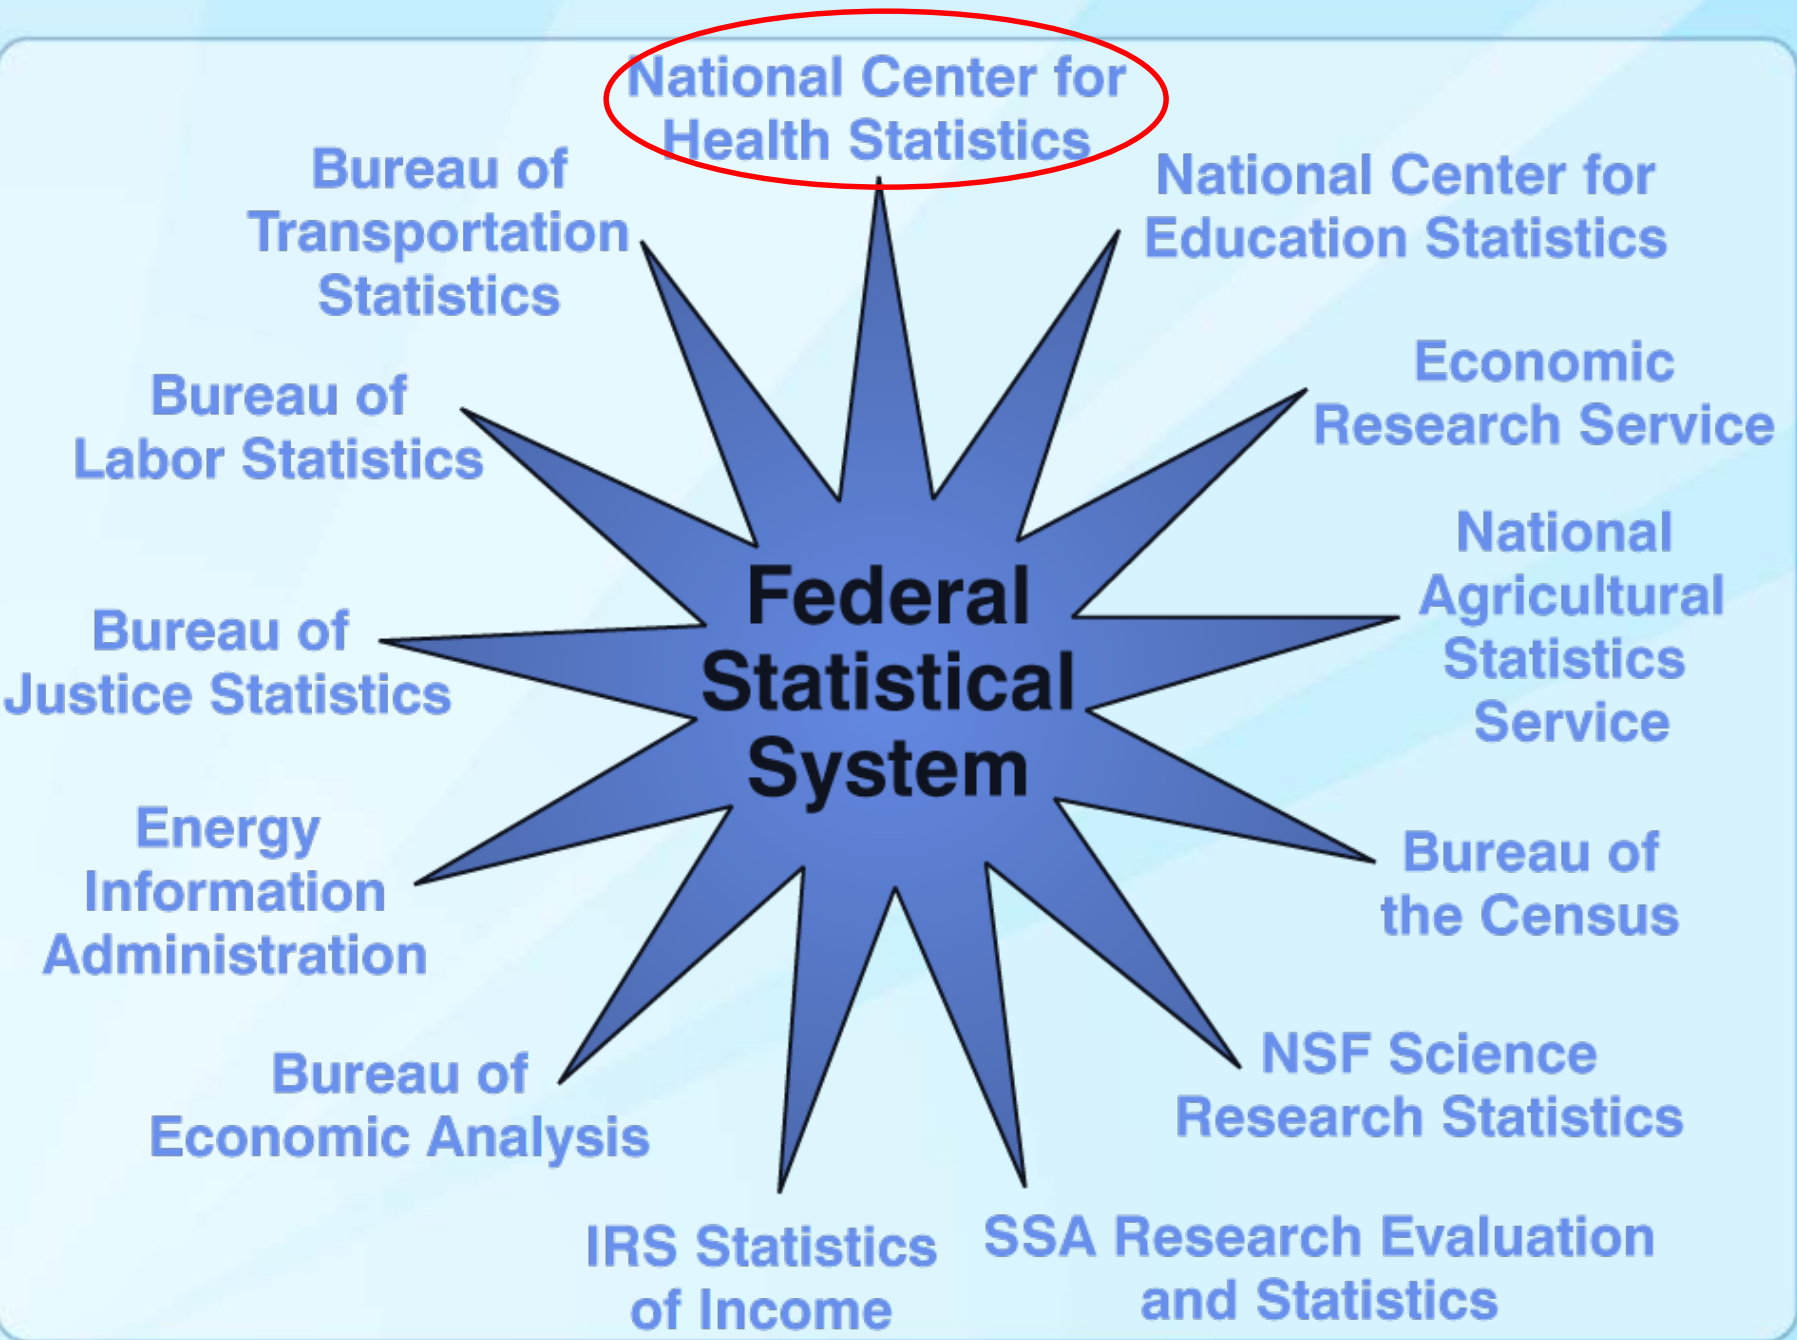 National Center for
Health Statistics
National Center for
Education Statistics
Economic
Research Service
National
Agricultural
Statistics
Service
Bureau of
the Census
NSF Science
Research Statistics
SSA Research Evaluation
and Statistics
IRS Statistics
of Income
Bureau of
Economic Analysis
Energy
Information
Administration
Bureau of
Justice Statistics
Bureau of
Labor Statistics
Bureau of
Transportation
Statistics
Federal
Statistical
System